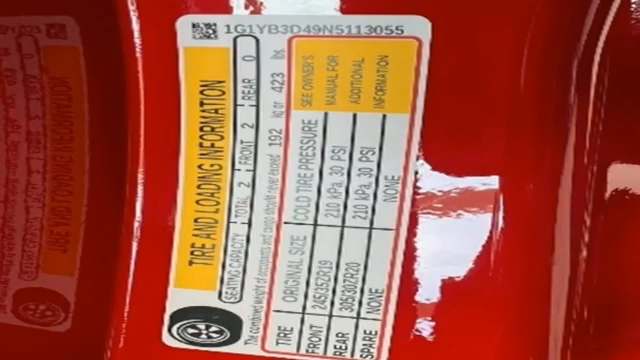 1G1YB3D49N5113055
TIRE AND LOADING INFORMATION
SEATING CAPACITY TOTAL 2 FRONT 2 REAR 0
The combined weight of occupants and cargo should never exceed 192 kg or 423 lbs.
TIRE ORIGINAL SIZE COLD TIRE PRESSURE SEE OWNER'S
FRONT 245/35ZR19 210 kPa, 30 PSI MANUAL FOR
REAR 305/30ZR20 210 kPa, 30 PSI ADDITIONAL
SPARE NONE NONE INFORMATION